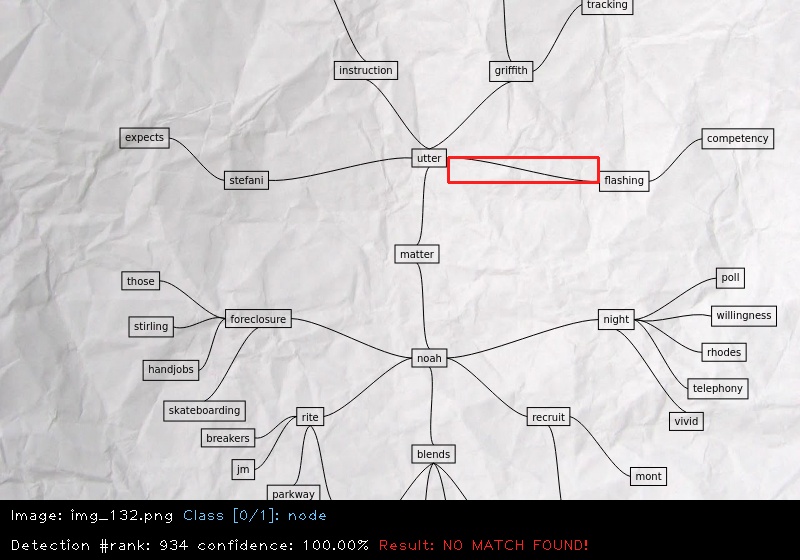 tracking
instruction
griffith
expects
competency
utter
stefani
flashing
matter
those
poll
foreclosure
night
willingness
stirling
noah
rhodes
handjobs
telephony
skateboarding
rite
recruit
vivid
breakers
blends
jm
mont
parkway
Image: img_132.png Class [0/1]: node
Detection #rank: 934 confidence: 100.00% Result: NO MATCH FOUND!